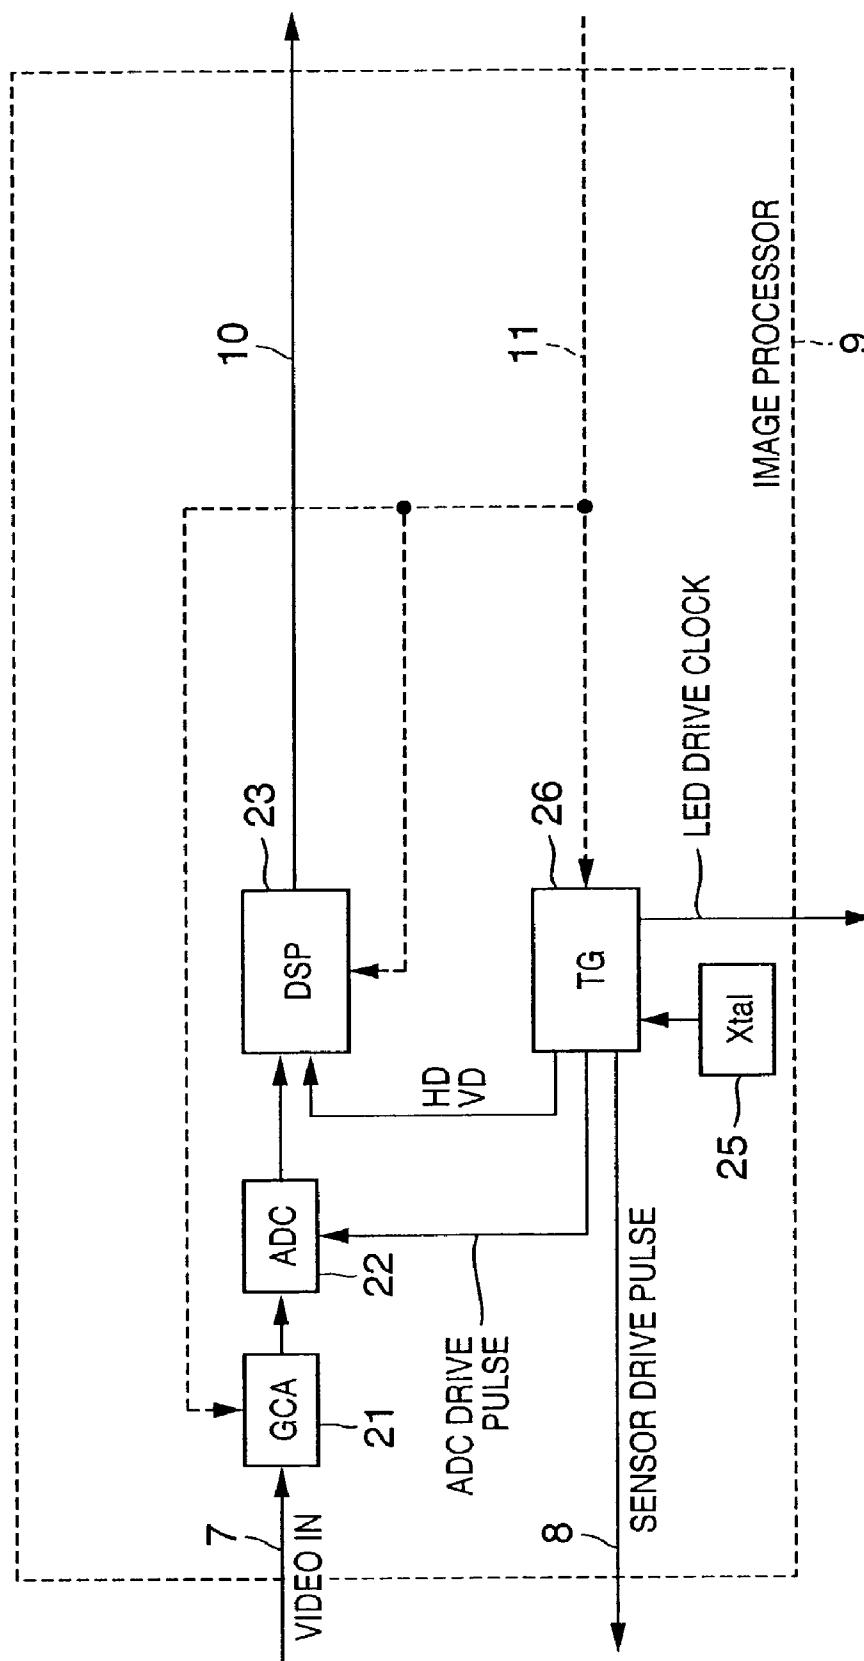 10
11
23
DSP
26
TG
HD
VD
ADC
22
GCA
21
7
VIDEO IN
ADC DRIVE
PULSE
8
SENSOR DRIVE PULSE
Xtal
25
LED DRIVE CLOCK
IMAGE PROCESSOR
9